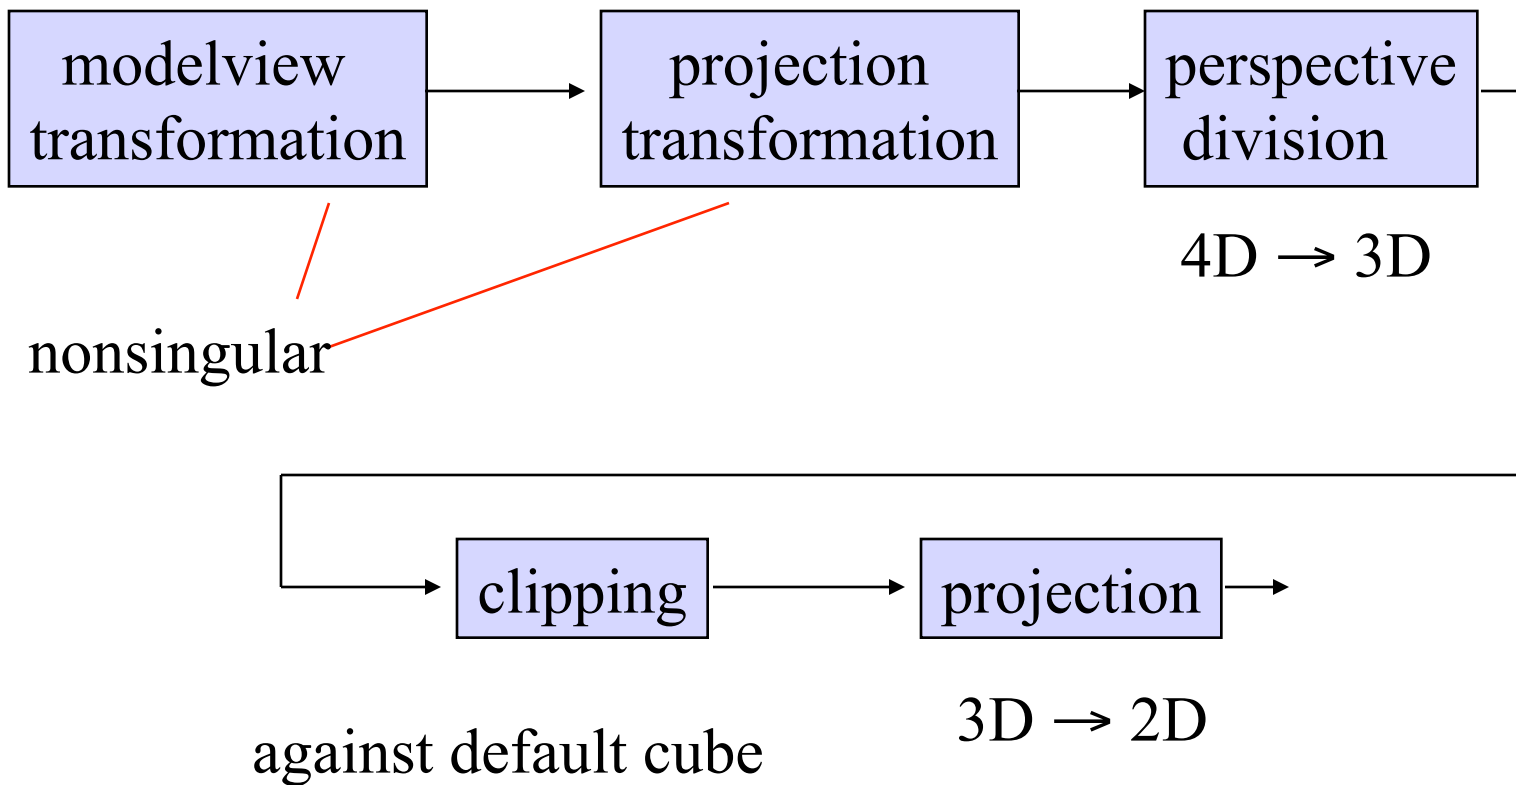 modelview
transformation
projection
transformation
perspective
division
4D → 3D
nonsingular
clipping
projection
against default cube
3D → 2D